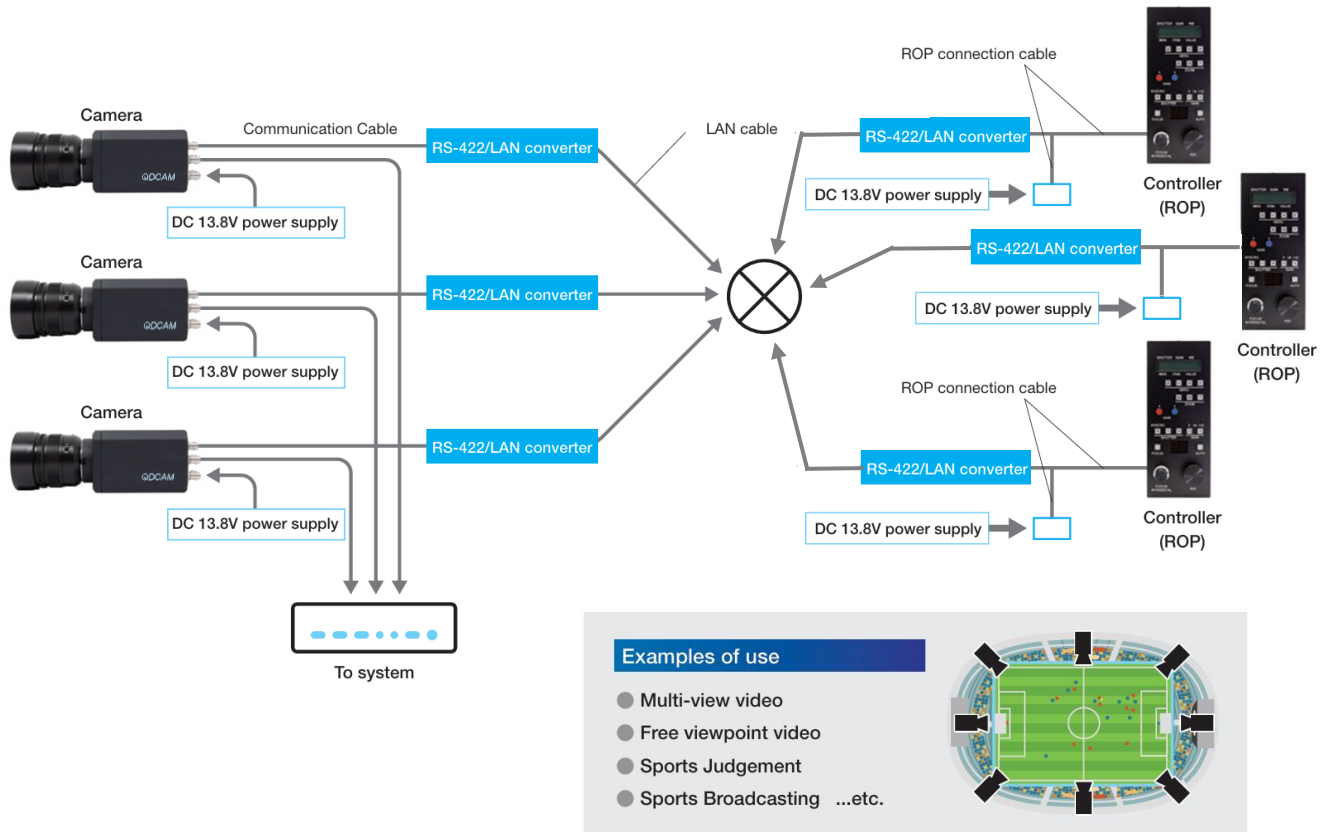 Camera
Communication Cable
RS-422/LAN converter
QDCAM
DC 13.8V power supply
Camera
RS-422/LAN converter
QDCAM
DC 13.8V power supply
Camera
RS-422/LAN converter
QDCAM
DC 13.8V power supply
To system
LAN cable
ROP connection cable
RS-422/LAN converter
DC 13.8V power supply
Controller
(ROP)
RS-422/LAN converter
DC 13.8V power supply
Controller
(ROP)
ROP connection cable
RS-422/LAN converter
DC 13.8V power supply
Controller
(ROP)
Examples of use
Multi-view video
Free viewpoint video
Sports Judgement
Sports Broadcasting ...etc.